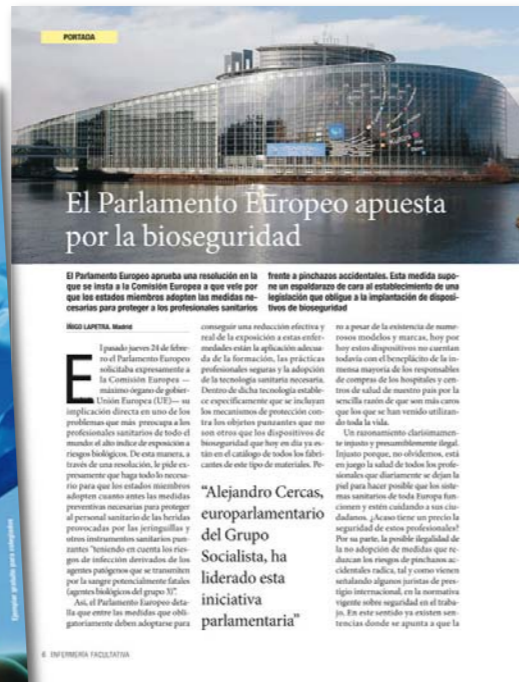 PORTADA
El Parlamento Europeo apuesta
por la bioseguridad
El Parlamento Europeo aprueba una resolución en la
que se insta a la Comisión Europea a que vele por
que los estados miembros adopten las medidas ne-
cesarias para proteger a los profesionales sanitarios
frente a pinchazos accidentales. Esta medida supo-
ne un espaldarazo de cara al establecimiento de una
legislación que obligue a la implantación de disposi-
tivos de bioseguridad
IÑIGO LAPETRA. Madrid
El pasado jueves 24 de febre-
ro el Parlamento Europeo
solicitaba expresamente a
la Comisión Europea —
máximo órgano de gobier-
Unión Europea (UE)— su
implicación directa en uno de los
problemas que más preocupa a los
profesionales sanitarios de todo el
mundo: el alto índice de exposición a
riesgos biológicos. De esta manera, a
través de una resolución, le pide ex-
presamente que haga todo lo necesa-
rio para que los estados miembros
adopten cuanto antes las medidas
preventivas necesarias para proteger
al personal sanitario de las heridas
provocadas por las jeringuillas y
otros instrumentos sanitarios pun-
zantes "teniendo en cuenta los ries-
gos de infección derivados de los
agentes patógenos que se transmiten
por la sangre potencialmente fatales
(agentes biológicos del grupo 3)".
Así, el Parlamento Europeo deta-
lla que entre las medidas que obli-
gatoriamente deben adoptarse para
conseguir una reducción efectiva y
real de la exposición a estas enfer-
medades están la aplicación adecua-
da de la formación, las prácticas
profesionales seguras y la adopción
de la tecnología sanitaria necesaria.
Dentro de dicha tecnología estable-
ce específicamente que se incluyan
los mecanismos de protección con-
tra los objetos punzantes que no
son otros que los dispositivos de
bioseguridad que hoy en día ya es-
tán en el catálogo de todos los fabri-
cantes de este tipo de materiales. Pe-
"Alejandro Cercas,
europarlamentario
del Grupo
Socialista, ha
liderado esta
iniciativa
parlamentaria"
ro a pesar de la existencia de nume-
rosos modelos y marcas, hoy por
hoy estos dispositivos no cuentan
todavía con el beneplácito de la in-
mensa mayoría de los responsables
de compras de los hospitales y cen-
tros de salud de nuestro país por la
sencilla razón de que son más caros
que los que se han venido utilizan-
do toda la vida.
Un razonamiento clarísimamen-
te injusto y presumiblemente ilegal.
Injusto porque, no olvidemos, está
en juego la salud de todos los profe-
sionales que diariamente se dejan la
piel para hacer posible que los siste-
mas sanitarios de toda Europa fun-
cionen y estén cuidando a sus ciu-
dadanos. ¿Acaso tiene un precio la
seguridad de estos profesionales?
Por su parte, la posible ilegalidad de
la no adopción de medidas que re-
duzcan los riesgos de pinchazos ac-
cidentales radica, tal y como vienen
señalando algunos juristas de pres-
tigio internacional, en la normativa
vigente sobre seguridad en el traba-
jo. En este sentido ya existen sen-
tencias donde se apunta a que la
6 ENFERMERÍA FACULTATIVA
Ejemplar gratuito para colegiados